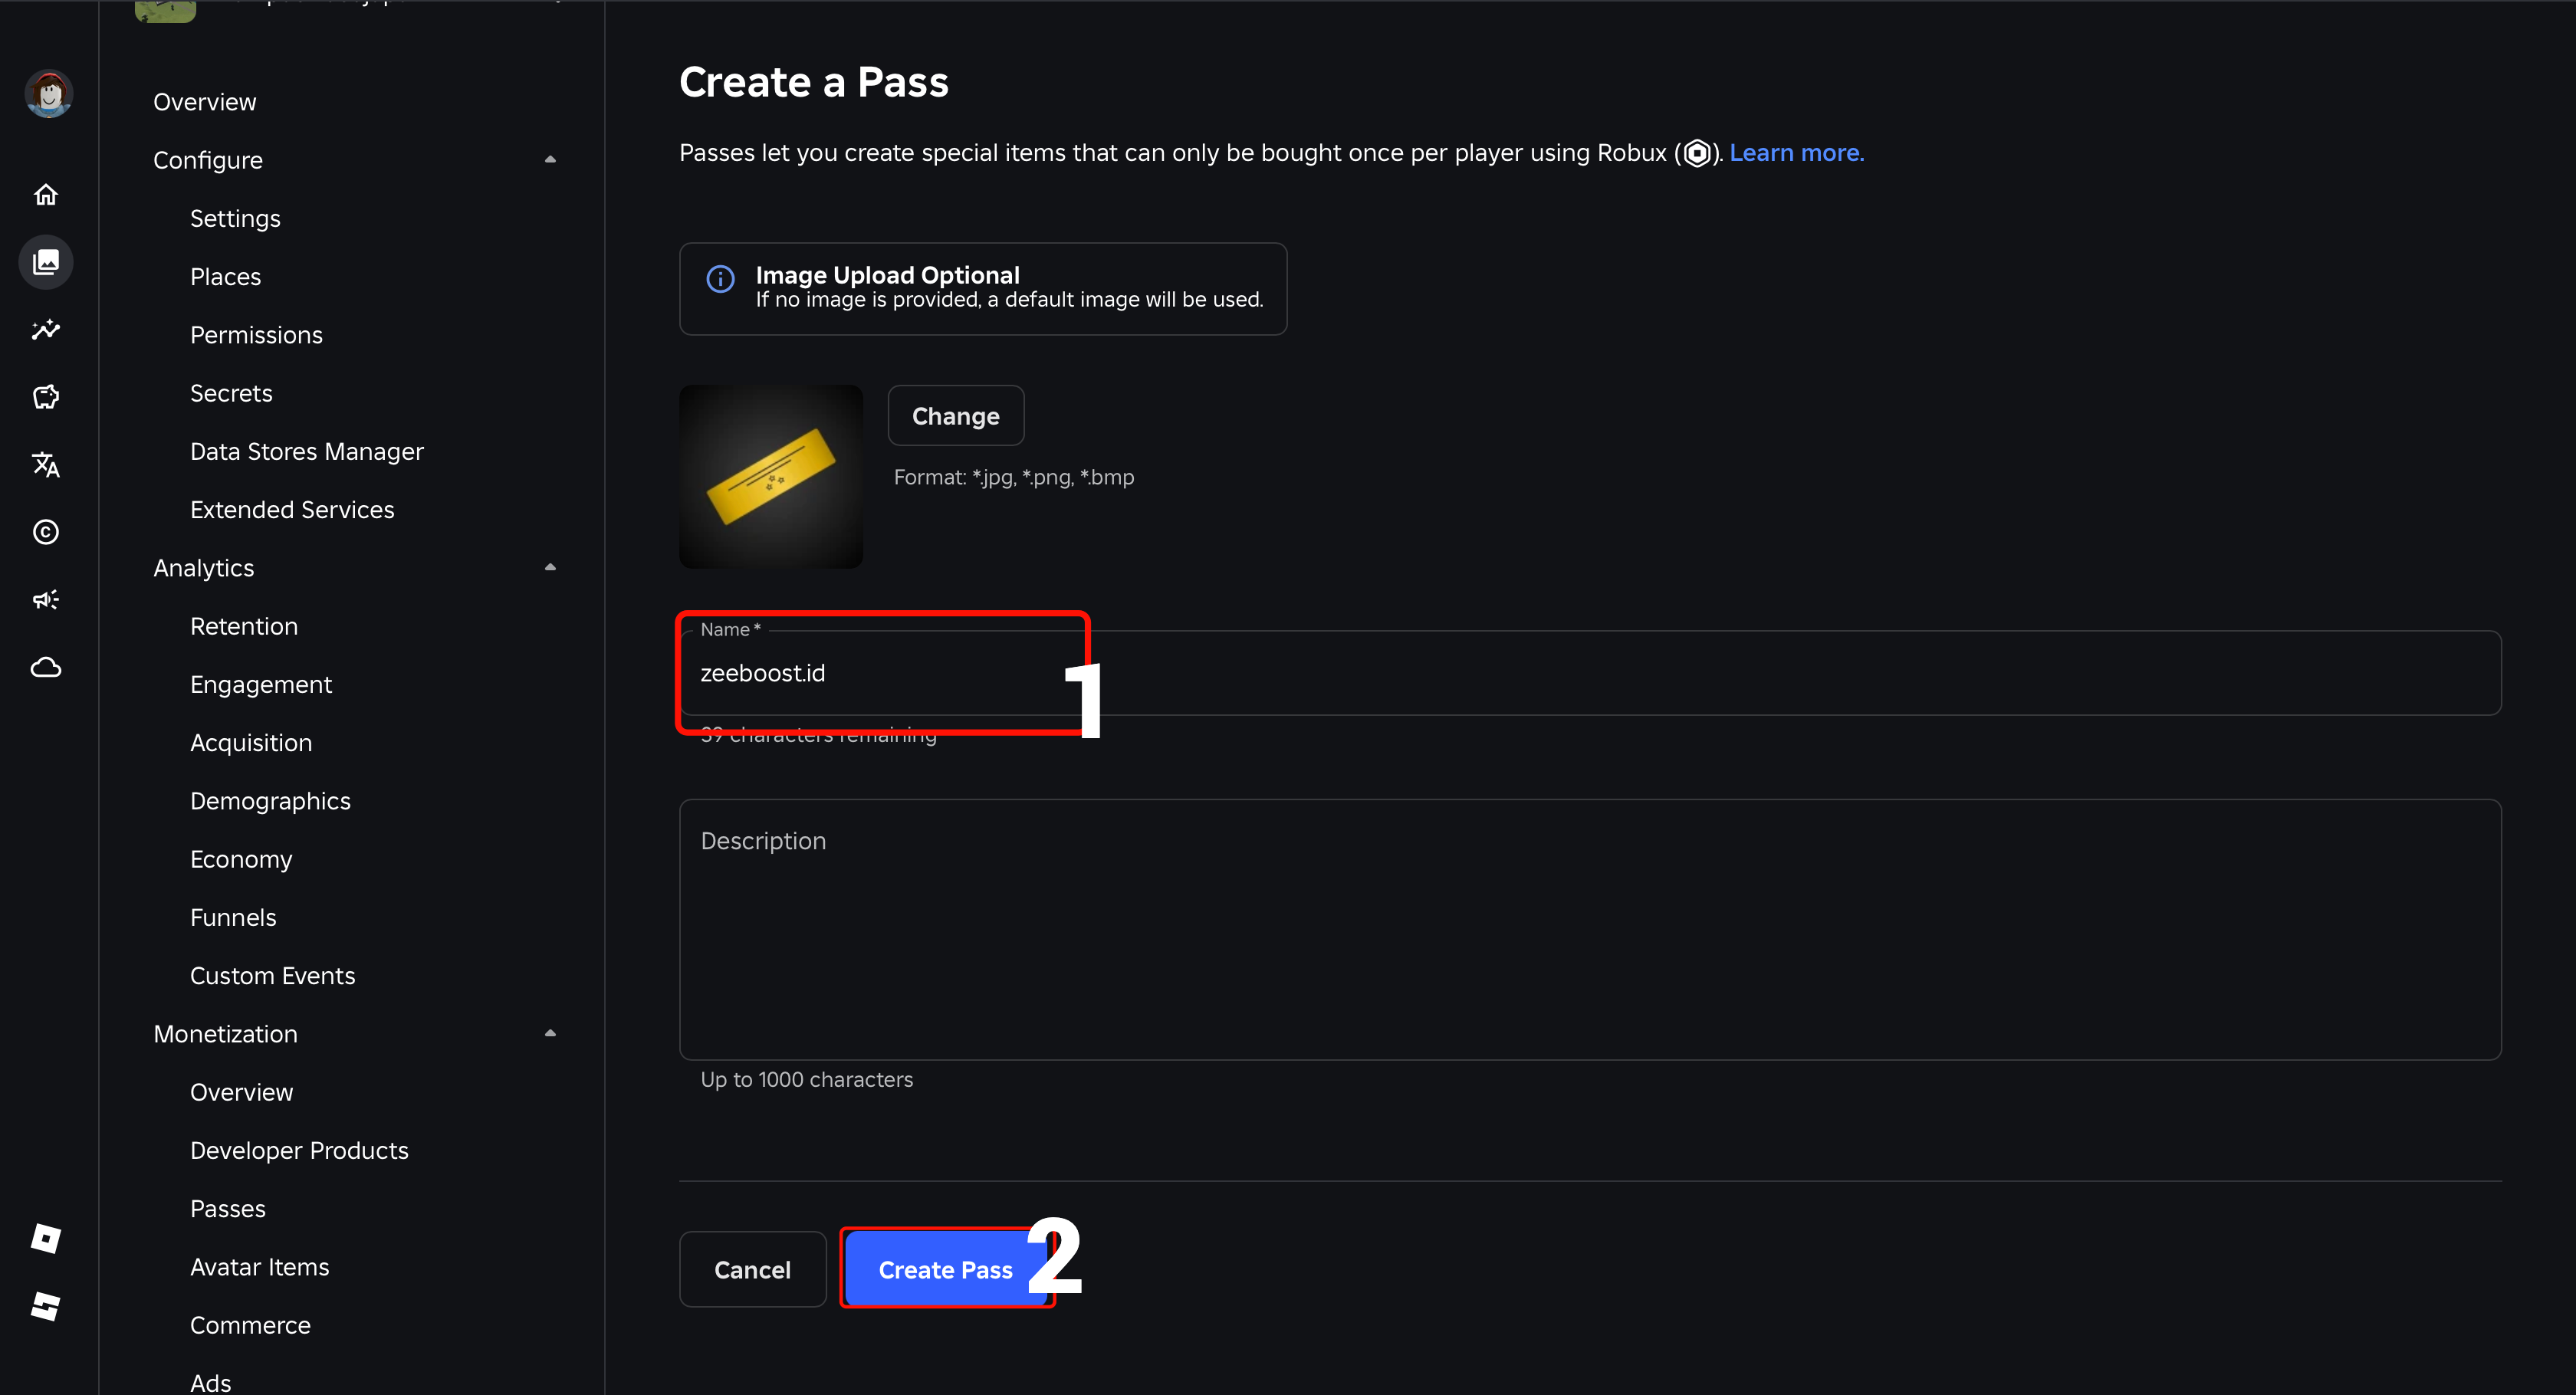 Overview
Configure
Settings
Places
Permissions
Secrets
Data Stores Manager
Extended Services
Analytics
Retention
Engagement
Acquisition
Demographics
Economy
Funnels
Custom Events
Monetization
Overview
Developer Products
Passes
Avatar Items
Commerce
Ads
Create a Pass
Passes let you create special items that can only be bought once per player using Robux (). Learn more.
Image Upload Optional
If no image is provided, a default image will be used.
Change
Format: *.jpg, *.png, *.bmp
Name *
zeeboost.id
1
39 characters remaining
Description
Up to 1000 characters
Cancel
Create Pass
2